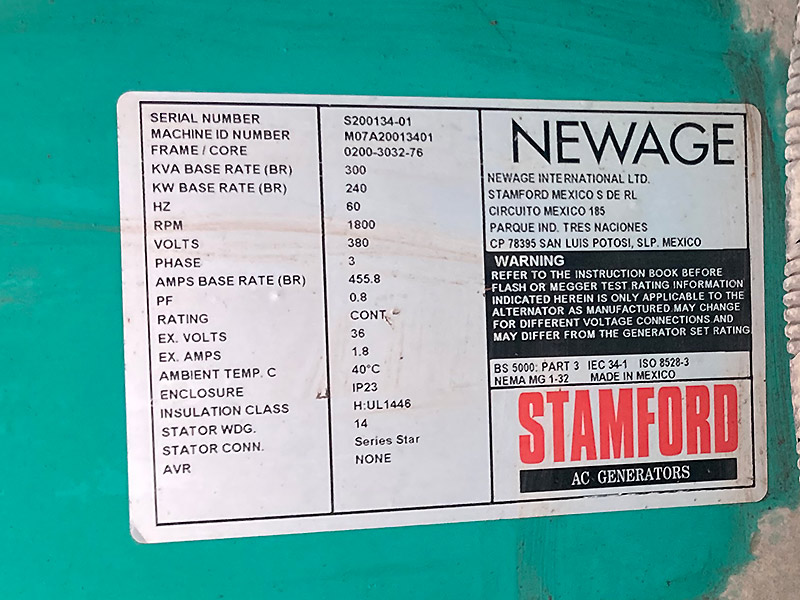 SERIAL NUMBER S200134-01
MACHINE ID NUMBER M07A20013401
FRAME / CORE 0200-3032-76
KVA BASE RATE (BR) 300
KW BASE RATE (BR) 240
HZ 60
RPM 1800
VOLTS 380
PHASE 3
AMPS BASE RATE (BR) 455.8
PF 0.8
RATING CONT.
EX. VOLTS 36
EX. AMPS 1.8
AMBIENT TEMP. C 40°C
ENCLOSURE IP23
INSULATION CLASS H:UL1446
STATOR WDG. 14
STATOR CONN. Series Star
AVR NONE
NEWAGE
NEWAGE INTERNATIONAL LTD.
STAMFORD MEXICO S DE RL
CIRCUITO MEXICO 185
PARQUE IND. TRES NACIONES
CP 78395 SAN LUIS POTOSI, SLP. MEXICO
WARNING
REFER TO THE INSTRUCTION BOOK BEFORE
FLASH OR MEGGER TEST RATING INFORMATION
INDICATED HEREIN IS ONLY APPLICABLE TO THE
ALTERNATOR AS MANUFACTURED MAY CHANGE
FOR DIFFERENT VOLTAGE CONNECTIONS AND
MAY DIFFER FROM THE GENERATOR SET RATING
BS 5000: PART 3 IEC 34-1 ISO 8528-3
NEMA MG 1-32 MADE IN MEXICO
STAMFORD
AC GENERATORS